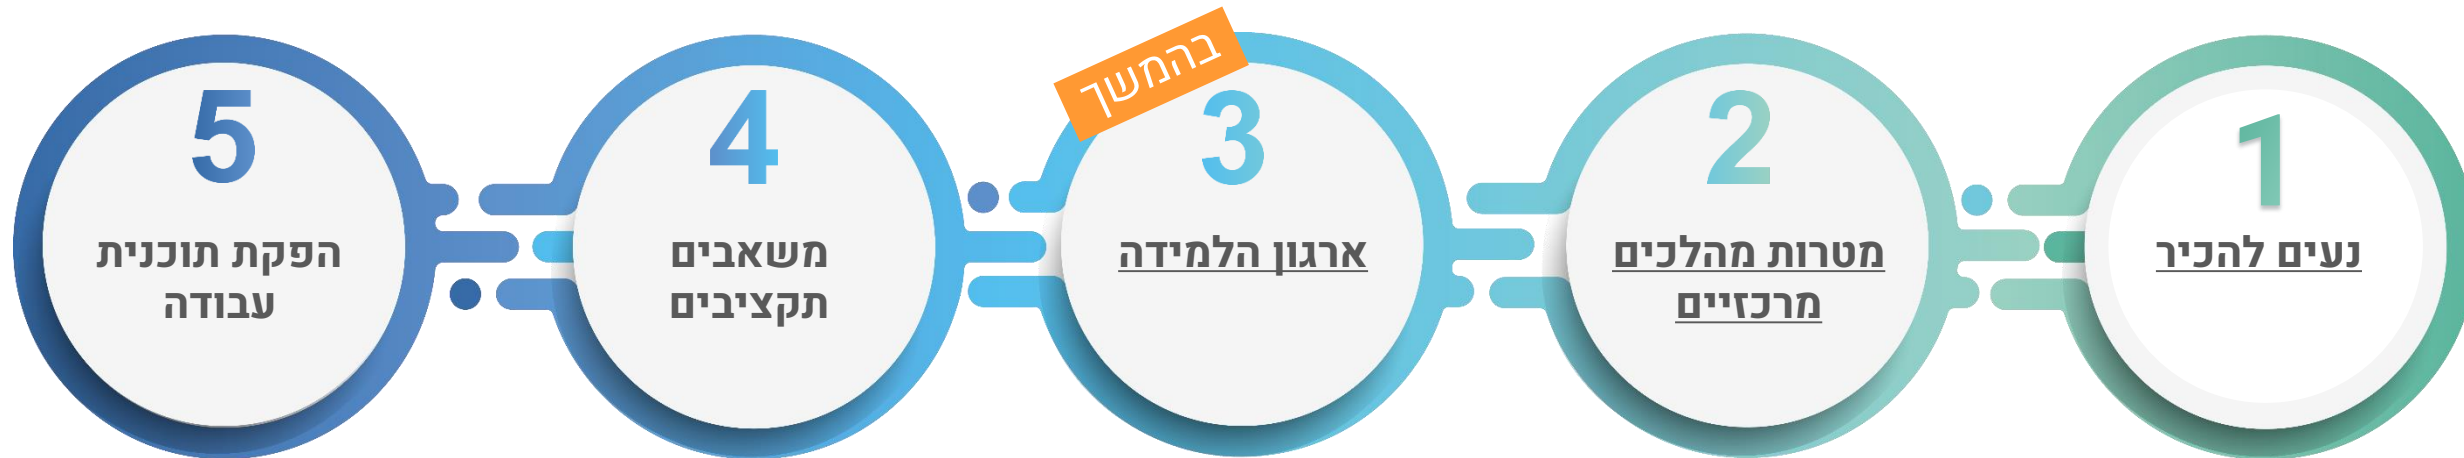 1
נעים להכיר
2
מטרות מהלכים
מרכזיים
בהמשך
3
ארגון הלמידה
4
משאבים
תקציבים
5
הפקת תוכנית
עבודה